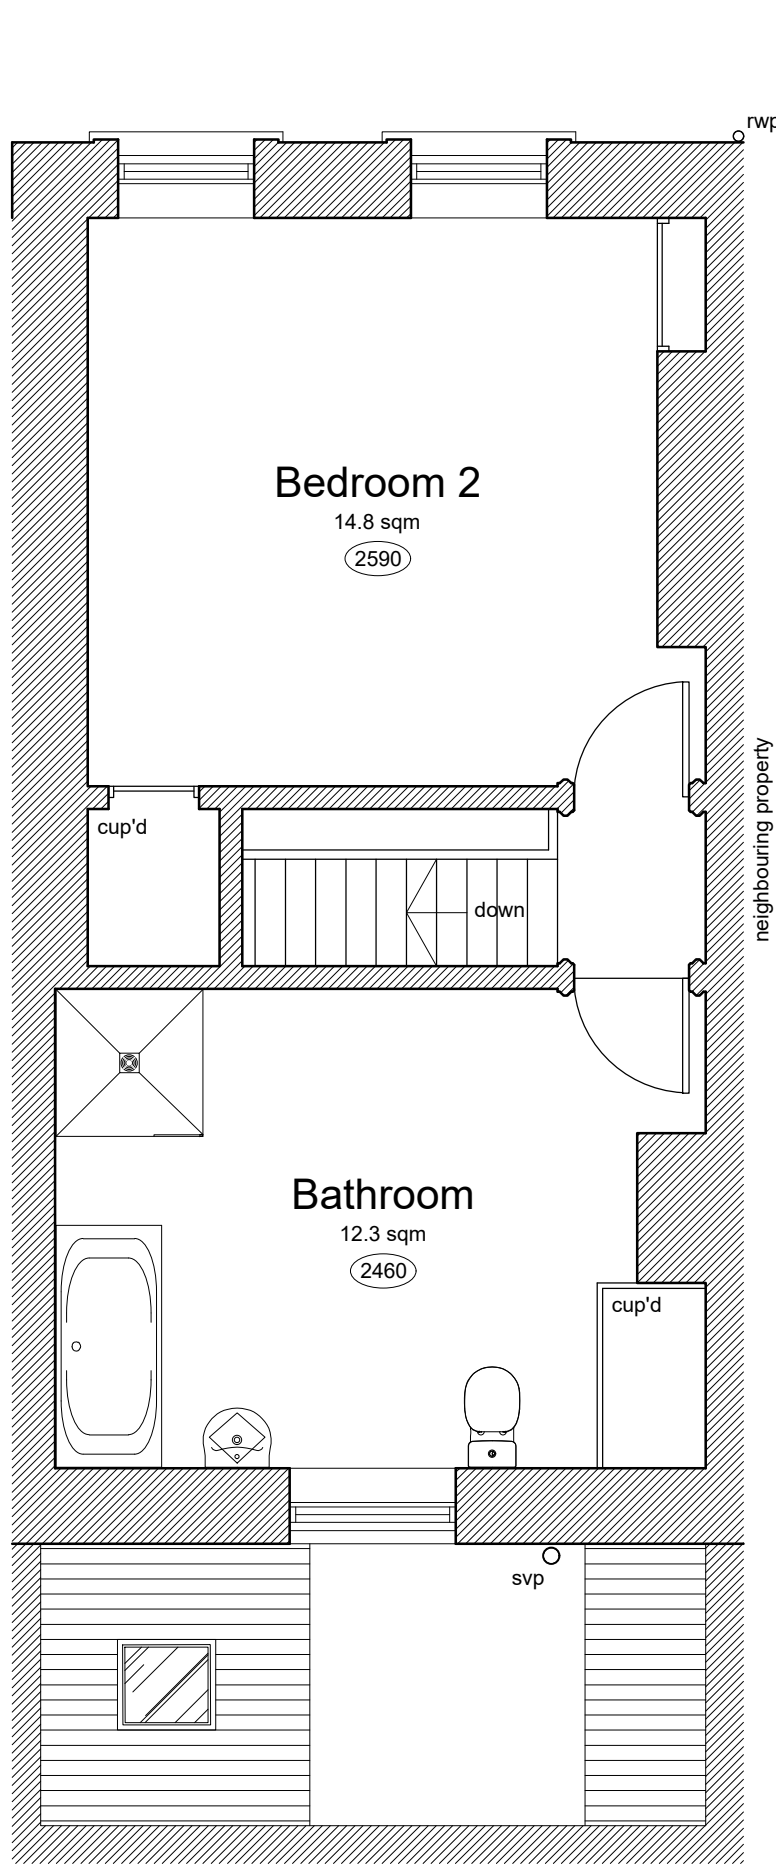 rwp
Bedroom 2
14.8 sqm
2590
neighbouring property
cup'd
down
Bathroom
12.3 sqm
2460
cup'd
svp